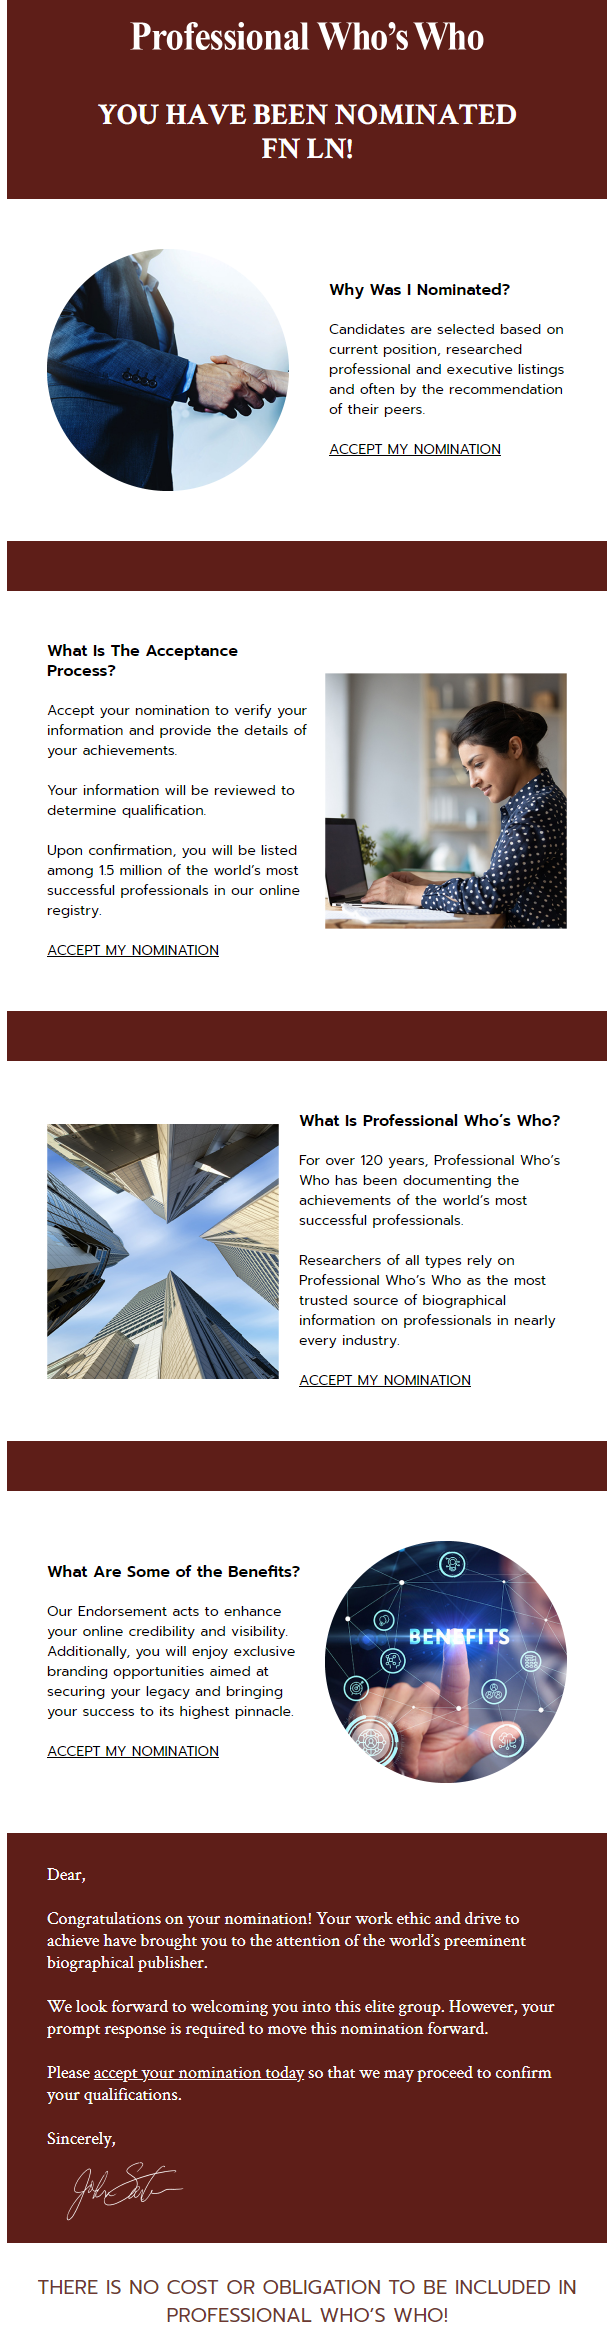 Professional Who's Who
YOU HAVE BEEN NOMINATED
FN LN!
Why Was I Nominated?
Candidates are selected based on
current position, researched
professional and executive listings
and often by the recommendation
of their peers.
ACCEPT MY NOMINATION
What Is The Acceptance
Process?
Accept your nomination to verify your
information and provide the details of
your achievements.
Your information will be reviewed to
determine qualification.
Upon confirmation, you will be listed
among 1.5 million of the world's most
successful professionals in our online
registry.
ACCEPT MY NOMINATION
What Is Professional Who's Who?
For over 120 years, Professional Who's
Who has been documenting the
achievements of the world's most
successful professionals.
Researchers of all types rely on
Professional Who's Who as the most
trusted source of biographical
information on professionals in nearly
every industry.
ACCEPT MY NOMINATION
What Are Some of the Benefits?
Our Endorsement acts to enhance
your online credibility and visibility.
Additionally, you will enjoy exclusive
branding opportunities aimed at
securing your legacy and bringing
your success to its highest pinnacle.
ACCEPT MY NOMINATION
BENEFITS
Dear,
Congratulations on your nomination! Your work ethic and drive to
achieve have brought you to the attention of the world's preeminent
biographical publisher.
We look forward to welcoming you into this elite group. However, your
prompt response is required to move this nomination forward.
Please accept your nomination today so that we may proceed to confirm
your qualifications.
Sincerely,
THERE IS NO COST OR OBLIGATION TO BE INCLUDED IN
PROFESSIONAL WHO'S WHO!